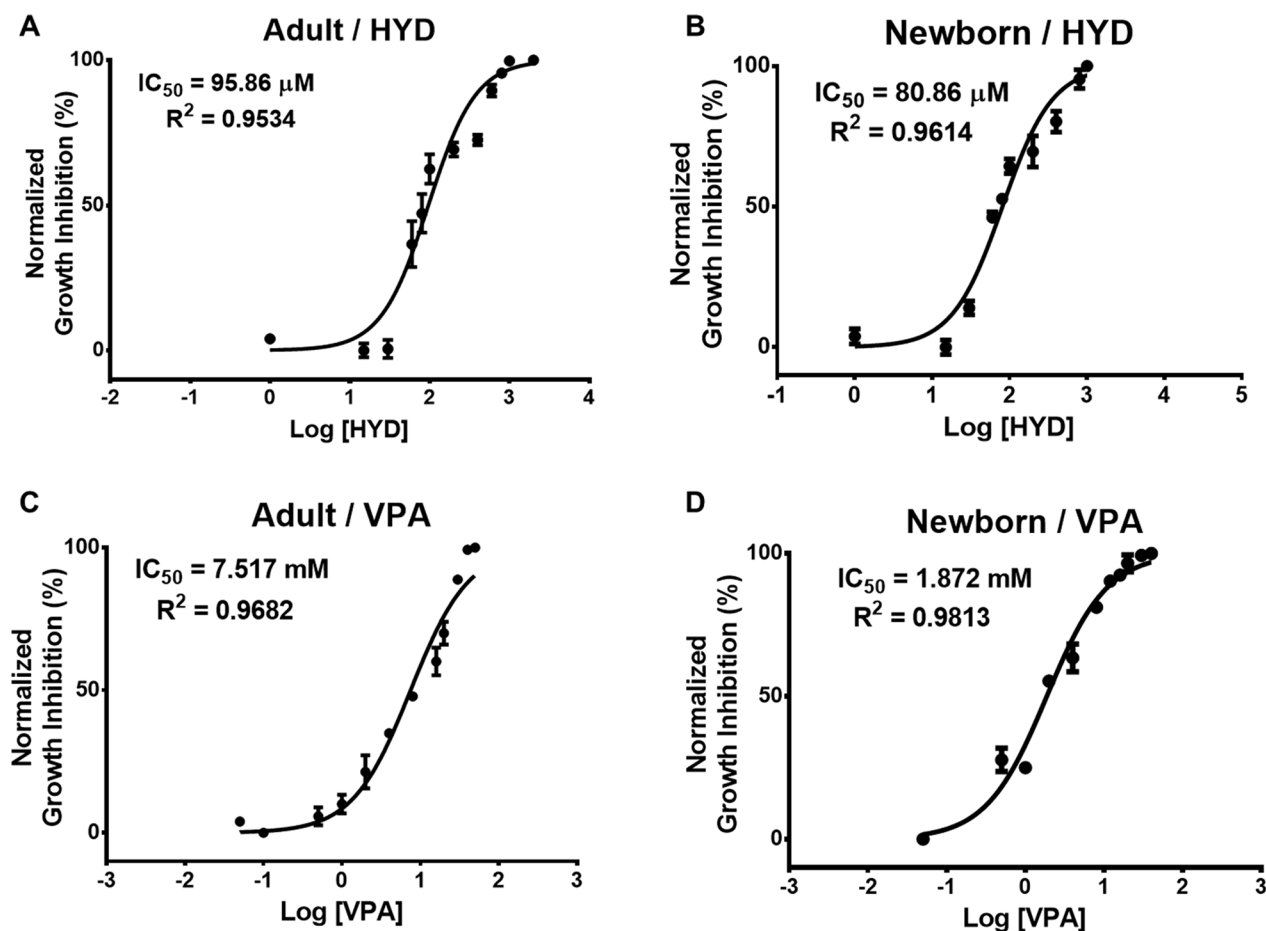 A
Adult / HYD
IC50 = 95.86 μM
R2 = 0.9534
Normalized
Growth Inhibition (%)
100
50
0
-2 -1 0 1 2 3 4
Log [HYD]
B
Newborn / HYD
IC50 = 80.86 μM
R2 = 0.9614
Normalized
Growth Inhibition (%)
100
50
0
-1 0 1 2 3 4 5
Log [HYD]
C
Adult / VPA
IC50 = 7.517 mM
R2 = 0.9682
Normalized
Growth Inhibition (%)
100
50
0
-3 -2 -1 0 1 2 3
Log [VPA]
D
Newborn / VPA
IC50 = 1.872 mM
R2 = 0.9813
Normalized
Growth Inhibition (%)
100
50
0
-3 -2 -1 0 1 2 3
Log [VPA]